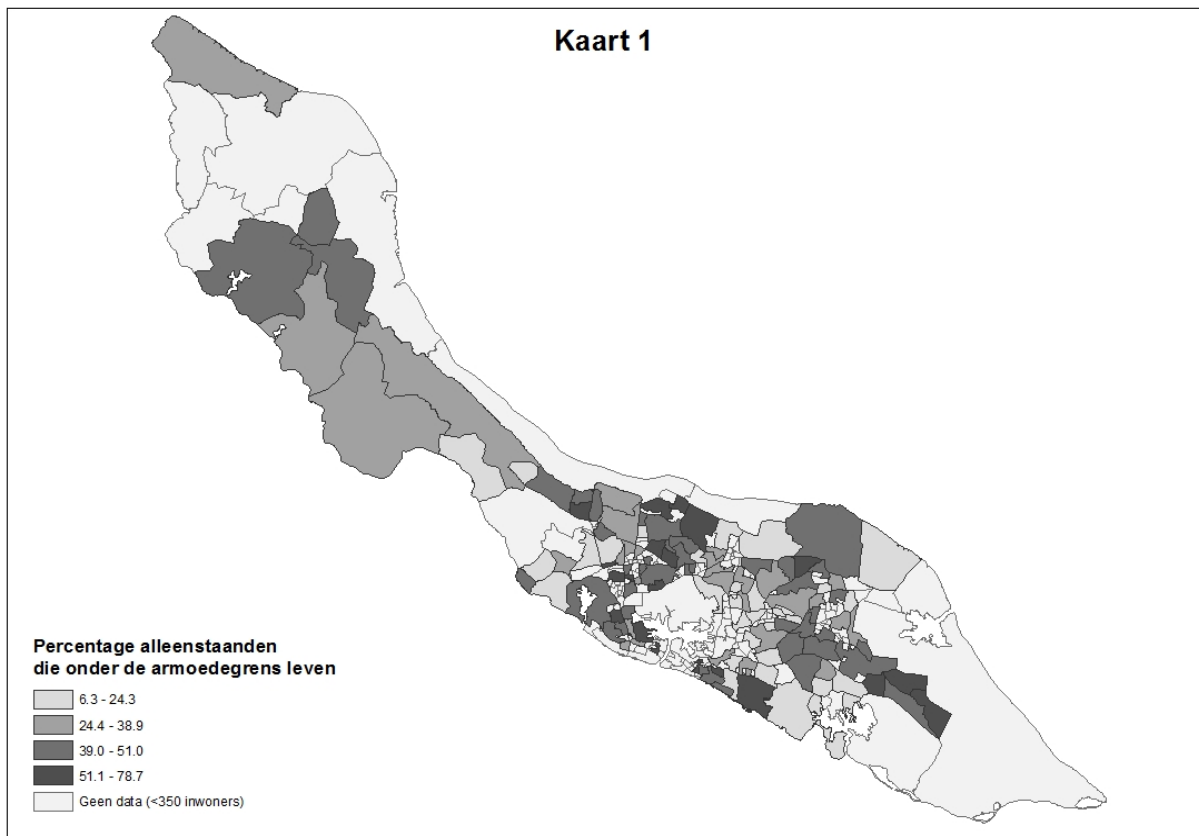 Kaart 1
Percentage alleenstaanden
die onder de armoedegrens leven
6.3 - 24.3
24.4 - 38.9
39.0 - 51.0
51.1 - 78.7
Geen data (<350 inwoners)